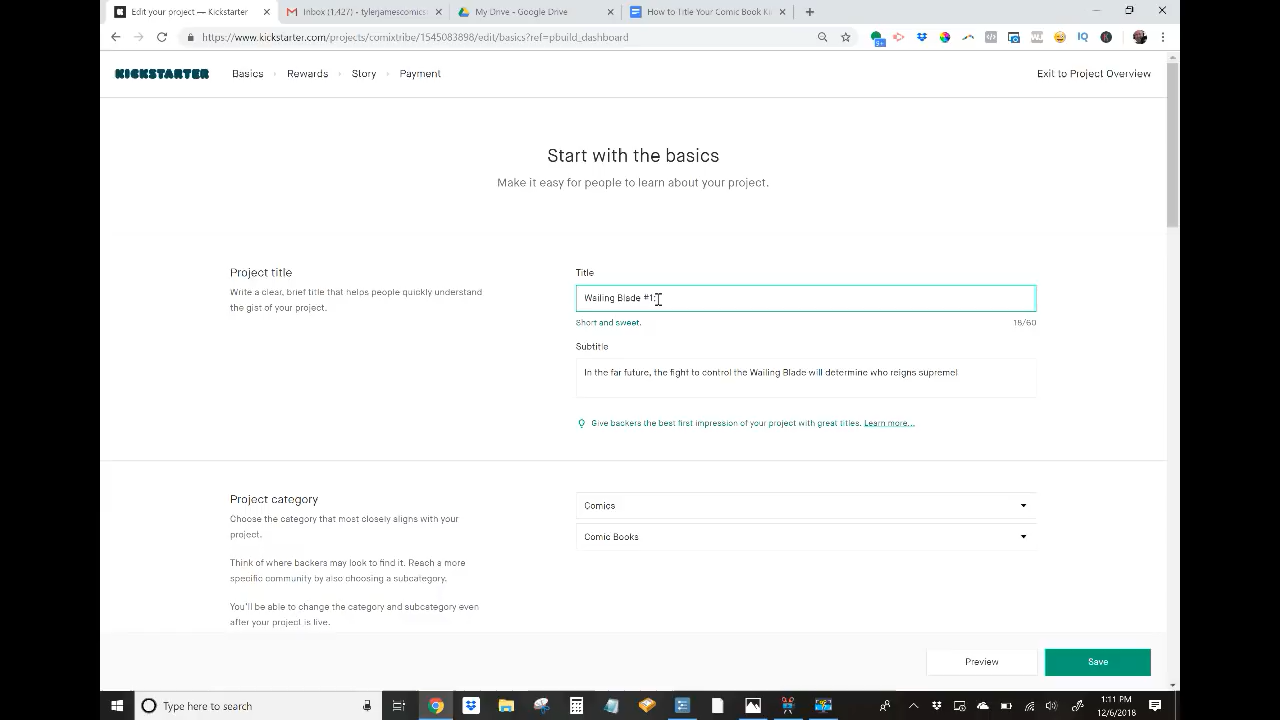 Edit your project — Kickstarter
Inbox (1,427) - tylerjamescomics
My Drive - Google Drive
How to Title Your Comic Book Ki
https://www.kickstarter.com/projects/comixtribe/1545083898/edit/basics?ref=pbuild_dashboard
KICKSTARTER
Basics
Rewards
Story
Payment
Exit to Project Overview
Start with the basics
Make it easy for people to learn about your project.
Project title
Write a clear, brief title that helps people quickly understand
the gist of your project.
Title
Wailing Blade #1:
Short and sweet.
18/60
Subtitle
In the far future, the fight to control the Wailing Blade will determine who reigns supreme!
Give backers the best first impression of your project with great titles. Learn more...
Project category
Choose the category that most closely aligns with your
project.
Think of where backers may look to find it. Reach a more
specific community by also choosing a subcategory.
You'll be able to change the category and subcategory even
after your project is live.
Comics
Comic Books
Preview
Save
Type here to search
1:11 PM
12/6/2018